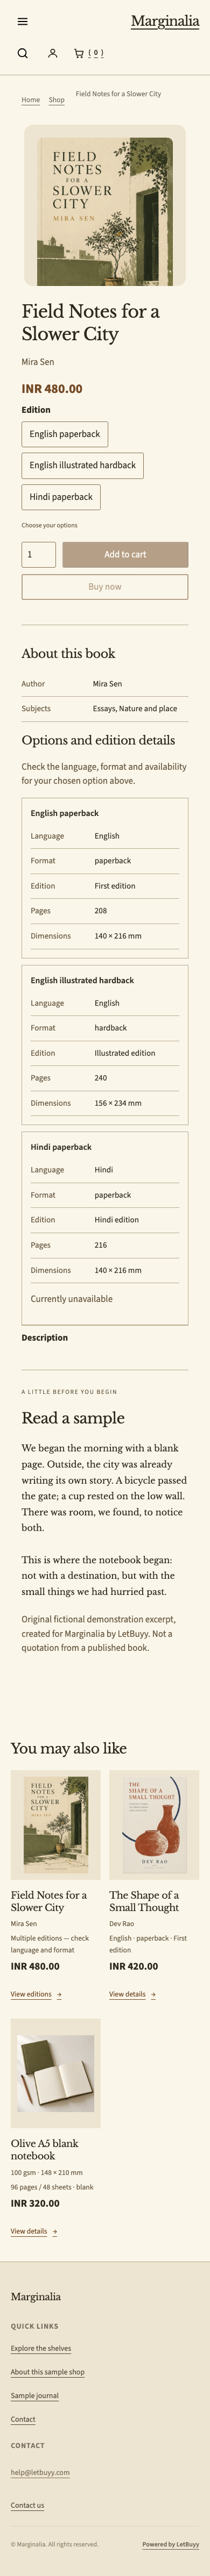 Marginalia
( 0 )
Home
Shop
Field Notes for a Slower City
FIELD
NOTES
FOR A
SLOWER
CITY
MIRA SEN
Field Notes for a
Slower City
Mira Sen
INR 480.00
Edition
English paperback
English illustrated hardback
Hindi paperback
Choose your options
1
Add to cart
Buy now
About this book
Author Mira Sen
Subjects Essays, Nature and place
Options and edition details
Check the language, format and availability
for your chosen option above.
English paperback
Language English
Format paperback
Edition First edition
Pages 208
Dimensions 140 × 216 mm
English illustrated hardback
Language English
Format hardback
Edition Illustrated edition
Pages 240
Dimensions 156 × 234 mm
Hindi paperback
Language Hindi
Format paperback
Edition Hindi edition
Pages 216
Dimensions 140 × 216 mm
Currently unavailable
Description
A LITTLE BEFORE YOU BEGIN
Read a sample
We began the morning with a blank
page. Outside, the city was already
writing its own story. A bicycle passed
the gate; a cup rested on the low wall.
There was room, we found, to notice
both.
This is where the notebook began:
not with a destination, but with the
small things we had hurried past.
Original fictional demonstration excerpt,
created for Marginalia by LetBuyy. Not a
quotation from a published book.
You may also like
FIELD
NOTES
FOR A
SLOWER
CITY
MIRA SEN
Field Notes for a
Slower City
Mira Sen
Multiple editions — check
language and format
INR 480.00
View editions →
THE
SHAPE OF A
SMALL THOUGHT
DEV RAO
The Shape of a
Small Thought
Dev Rao
English · paperback · First
edition
INR 420.00
View details →
Olive A5 blank
notebook
100 gsm · 148 × 210 mm
96 pages / 48 sheets · blank
INR 320.00
View details →
Marginalia
QUICK LINKS
Explore the shelves
About this sample shop
Sample journal
Contact
CONTACT
help@letbuyy.com
Contact us
© Marginalia. All rights reserved.
Powered by LetBuyy